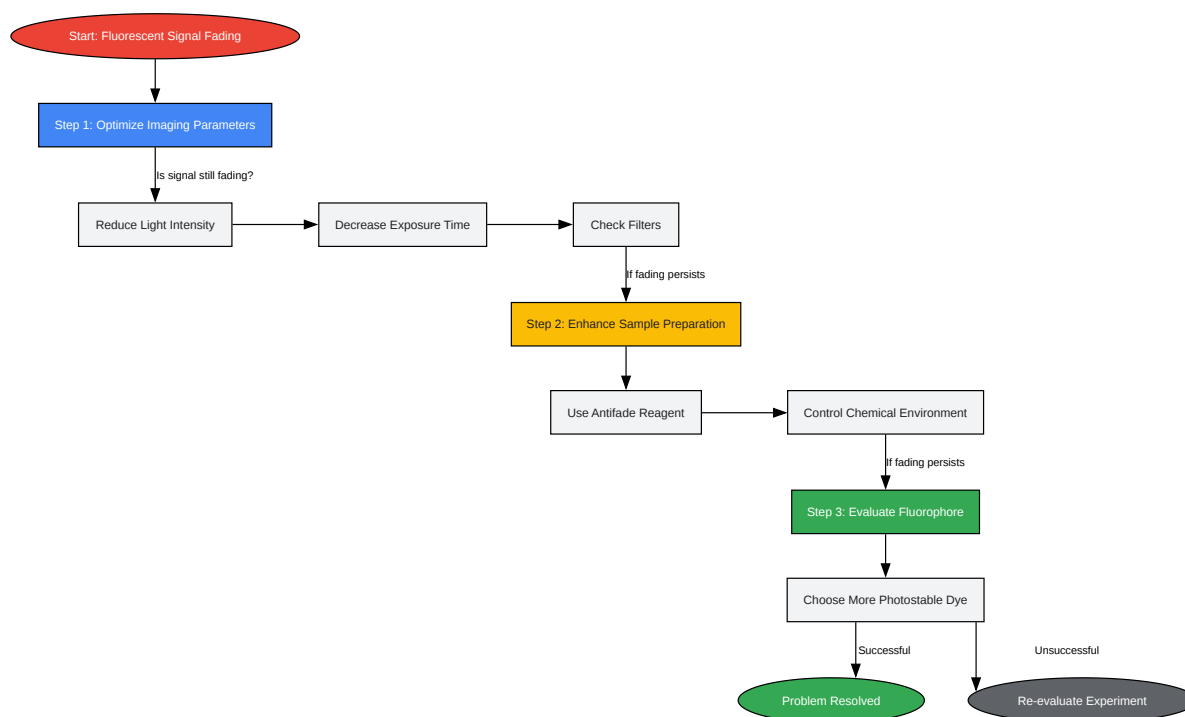 Start: Fluorescent Signal Fading
Step 1: Optimize Imaging Parameters
Is signal still fading?
Reduce Light Intensity
Decrease Exposure Time
Check Filters
If fading persists
Step 2: Enhance Sample Preparation
Use Antifade Reagent
Control Chemical Environment
If fading persists
Step 3: Evaluate Fluorophore
Choose More Photostable Dye
Successful
Unsuccessful
Problem Resolved
Re-evaluate Experiment